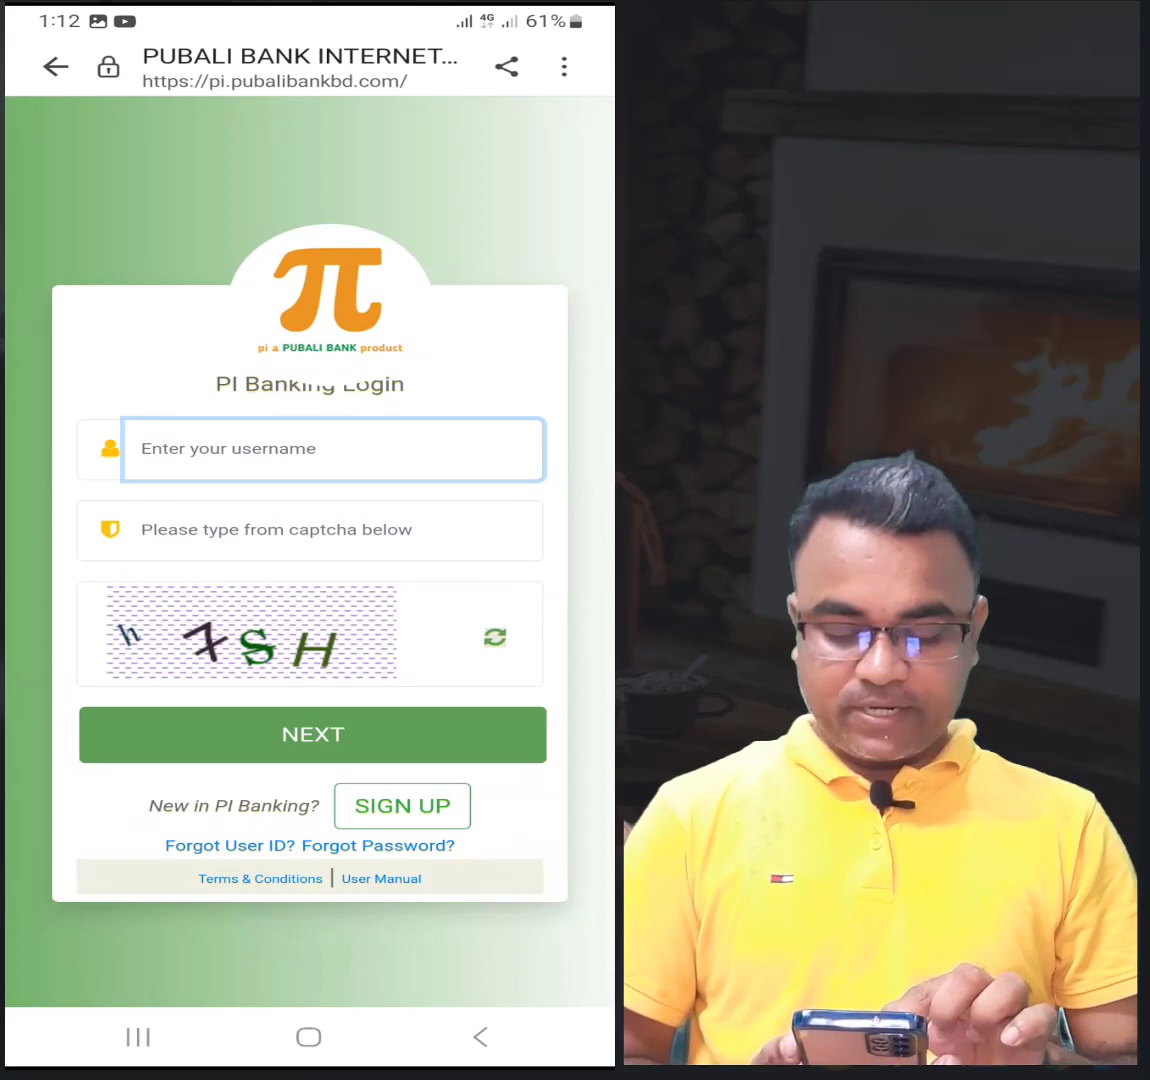 1:12 4G 61%
PUBALI BANK INTERNET...
https://pi.pubalibankbd.com/
π
pi a PUBALI BANK product
PI Banking Login
Enter your username
Please type from captcha below
h 7 S H
NEXT
New in PI Banking? SIGN UP
Forgot User ID? Forgot Password?
Terms & Conditions | User Manual